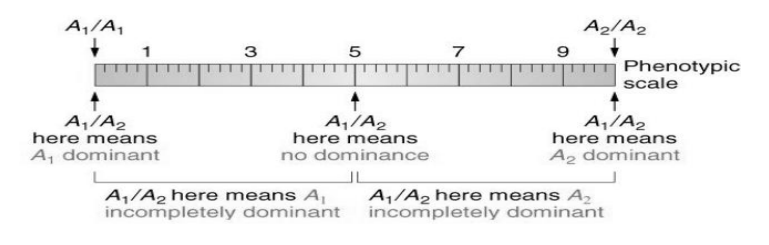 A₁/A₁ A₂/A₂
1 3 5 7 9
Phenotypic
scale
A₁/A₂ A₁/A₂ A₁/A₂
here means here means here means
A₁ dominant no dominance A₂ dominant
A₁/A₂ here means A₁ A₁/A₂ here means A₂
incompletely dominant incompletely dominant